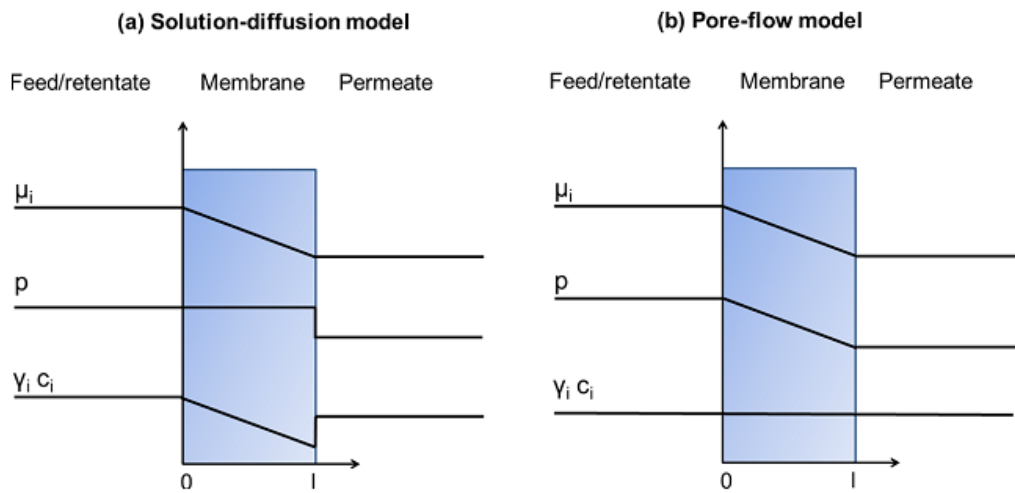 (a) Solution-diffusion model
Feed/retentate Membrane Permeate
μi
p
γi ci
0 l
(b) Pore-flow model
Feed/retentate Membrane Permeate
μi
p
γi ci
0 l